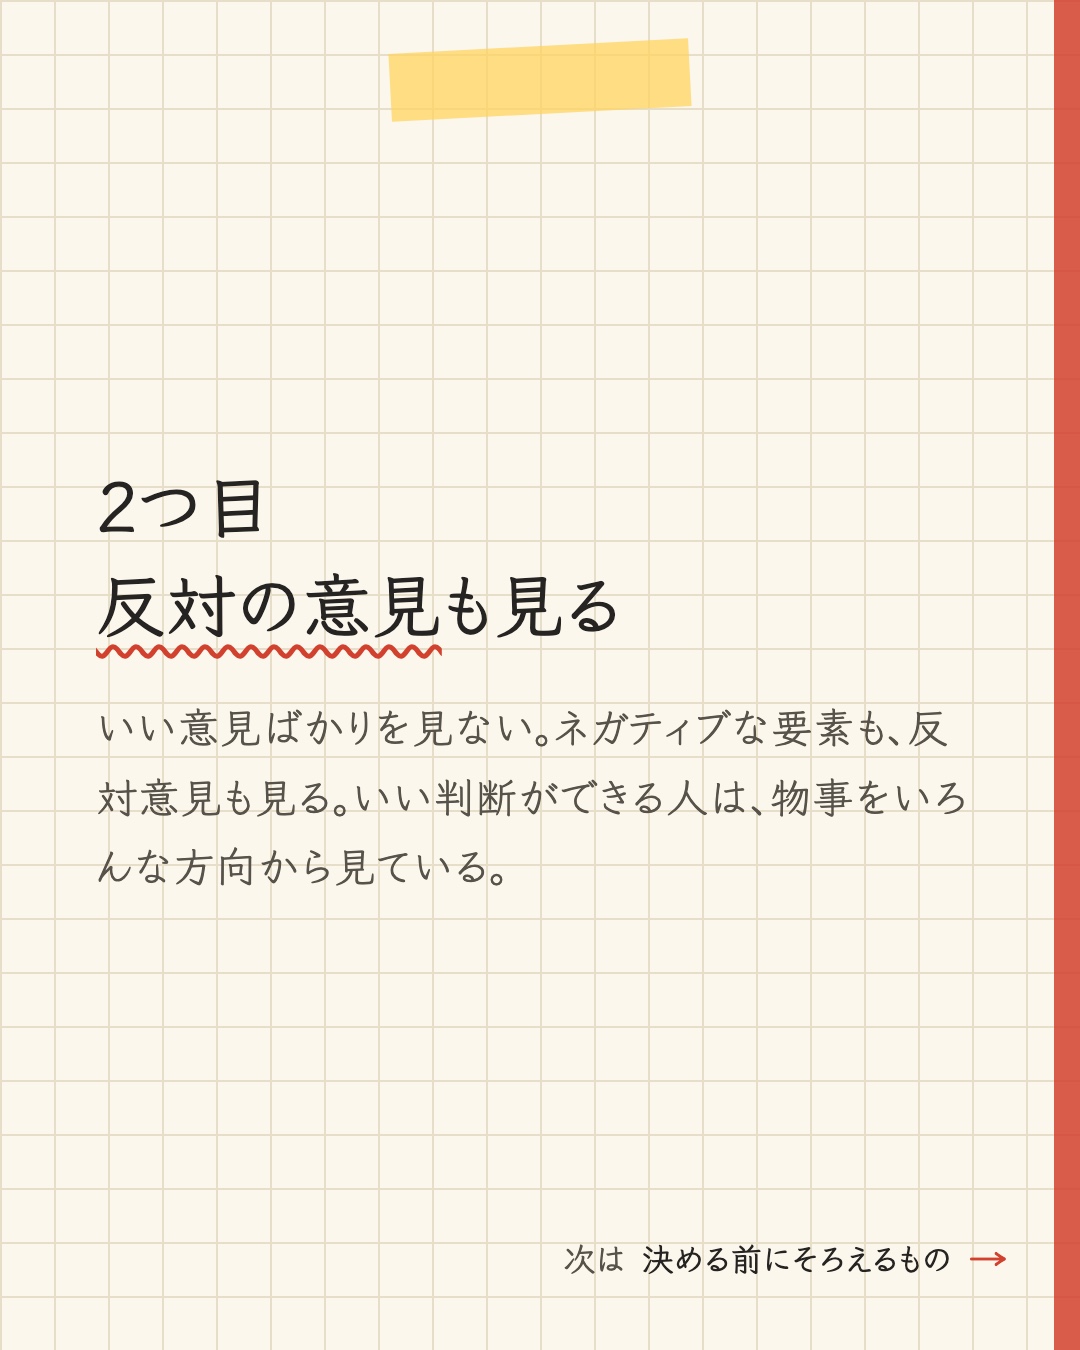 2つ目
反対の意見も見る
いい意見ばかりを見ない。ネガティブな要素も、反
対意見も見る。いい判断ができる人は、物事をいろ
んな方向から見ている。
次は 決める前にそろえるもの →